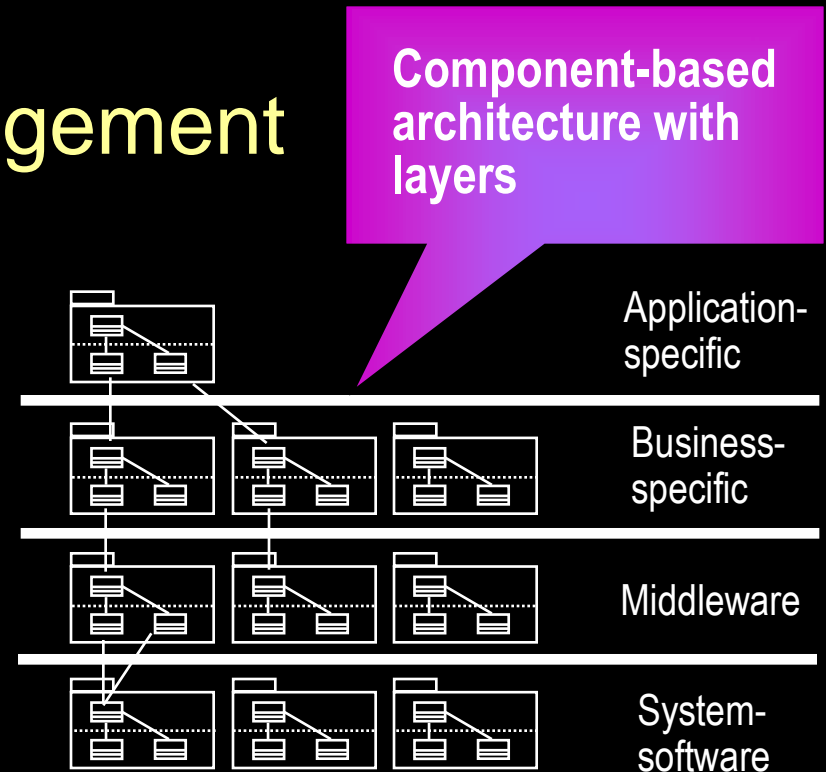 gement
Component-based
architecture with
layers
Application-
specific
Business-
specific
Middleware
System-
software